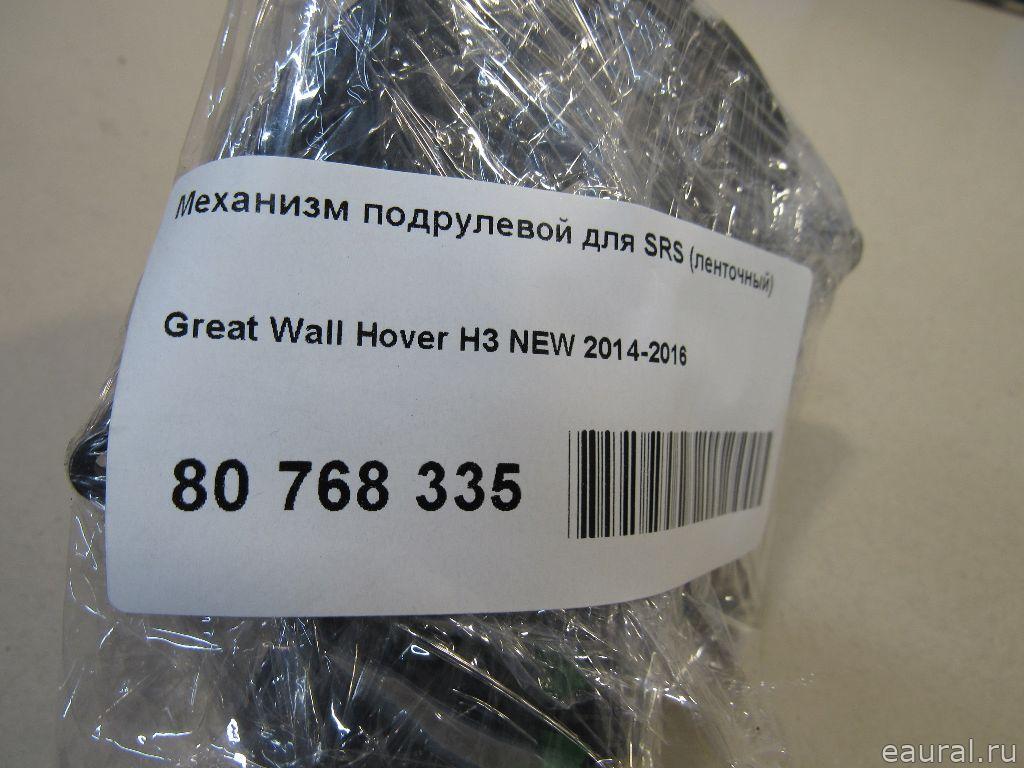 Механизм подрулевой для SRS (ленточный)
Great Wall Hover H3 NEW 2014-2016
80 768 335
eaural.ru